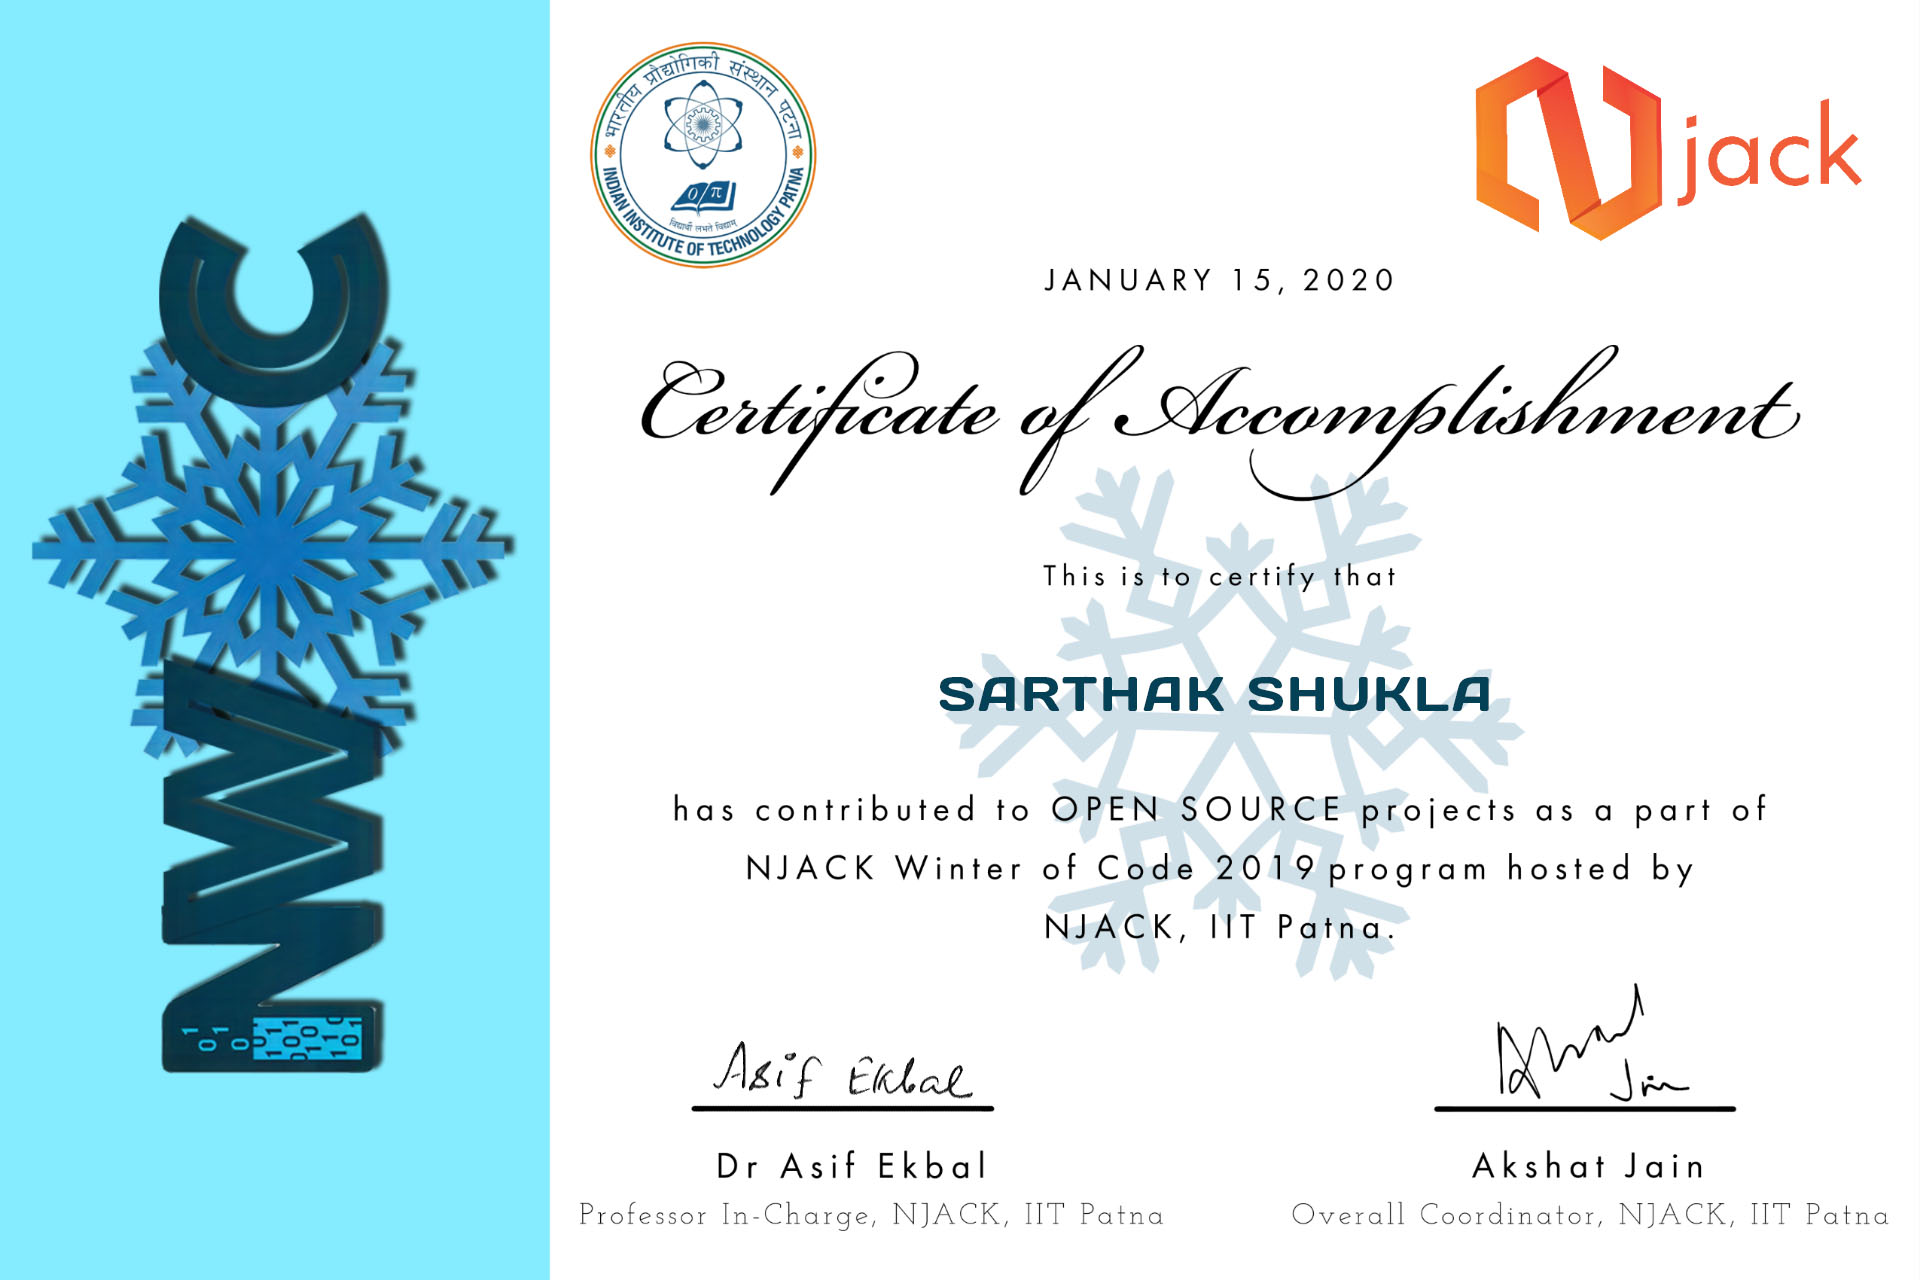 NWoC
भारतीय प्रौद्योगिकी संस्थान पटना
INDIAN INSTITUTE OF TECHNOLOGY PATNA
0/π
विद्यार्थी लभते विद्याम्
Njack
JANUARY 15, 2020
Certificate of Accomplishment
This is to certify that
SARTHAK SHUKLA
has contributed to OPEN SOURCE projects as a part of
NJACK Winter of Code 2019 program hosted by
NJACK, IIT Patna.
Asif Ekbal
Akshat Jain
Dr Asif Ekbal
Akshat Jain
Professor In-Charge, NJACK, IIT Patna
Overall Coordinator, NJACK, IIT Patna